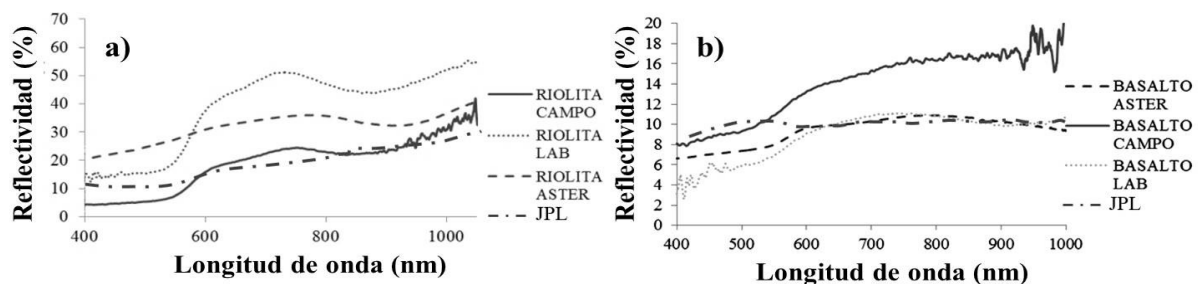 a)
Reflectividad (%)
70
60
50
40
30
20
10
0
400
600
800
1000
Longitud de onda (nm)
RIOLITA
CAMPO
RIOLITA
LAB
RIOLITA
ASTER
JPL
b)
Reflectividad (%)
20
18
16
14
12
10
8
6
4
2
0
400
500
600
700
800
900
1000
Longitud de onda (nm)
BASALTO
ASTER
BASALTO
CAMPO
BASALTO
LAB
JPL